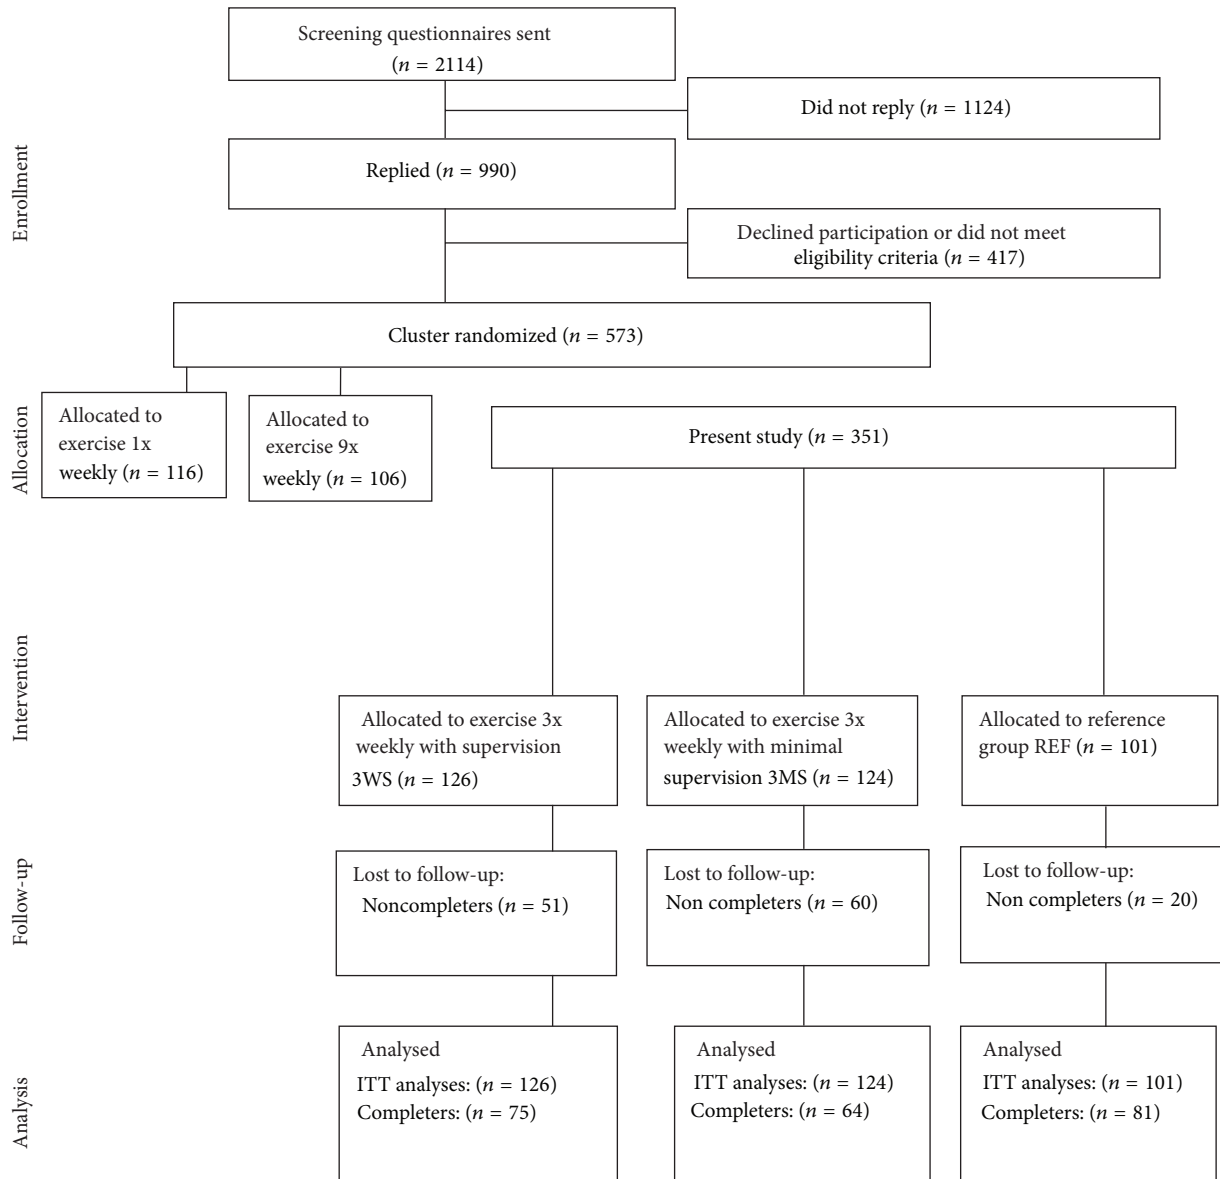 Screening questionnaires sent
(n = 2114)
Did not reply (n = 1124)
Replied (n = 990)
Declined participation or did not meet
eligibility criteria (n = 417)
Enrollment
Cluster randomized (n = 573)
Allocation
Allocated to
exercise 1x
weekly (n = 116)
Allocated to
exercise 9x
weekly (n = 106)
Present study (n = 351)
Intervention
Allocated to exercise 3x
weekly with supervision
3WS (n = 126)
Allocated to exercise 3x
weekly with minimal
supervision 3MS (n = 124)
Allocated to reference
group REF (n = 101)
Follow-up
Lost to follow-up:
Noncompleters (n = 51)
Lost to follow-up:
Non completers (n = 60)
Lost to follow-up:
Non completers (n = 20)
Analysis
Analysed
ITT analyses: (n = 126)
Completers: (n = 75)
Analysed
ITT analyses: (n = 124)
Completers: (n = 64)
Analysed
ITT analyses: (n = 101)
Completers: (n = 81)